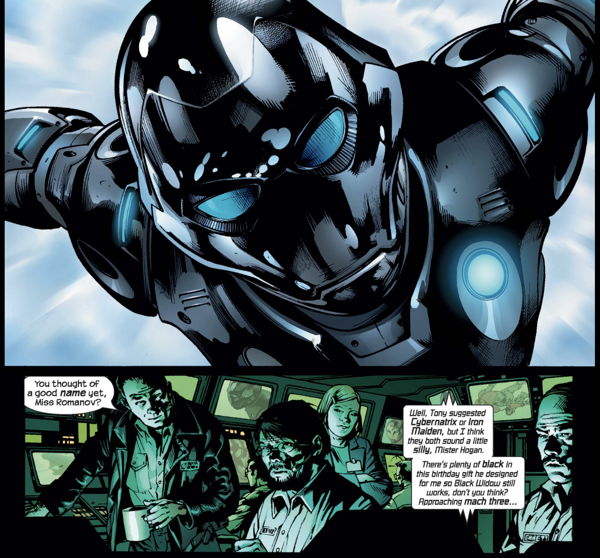 You thought of
a good name yet,
Miss Romanov?
Well, Tony suggested
Cybernatrix or Iron
Maiden, but I think
they both sound a little
silly, Mister Hogan.
There's plenty of black in
this birthday gift he designed
for me so Black Widow still
works, don't you think?
Approaching mach three...